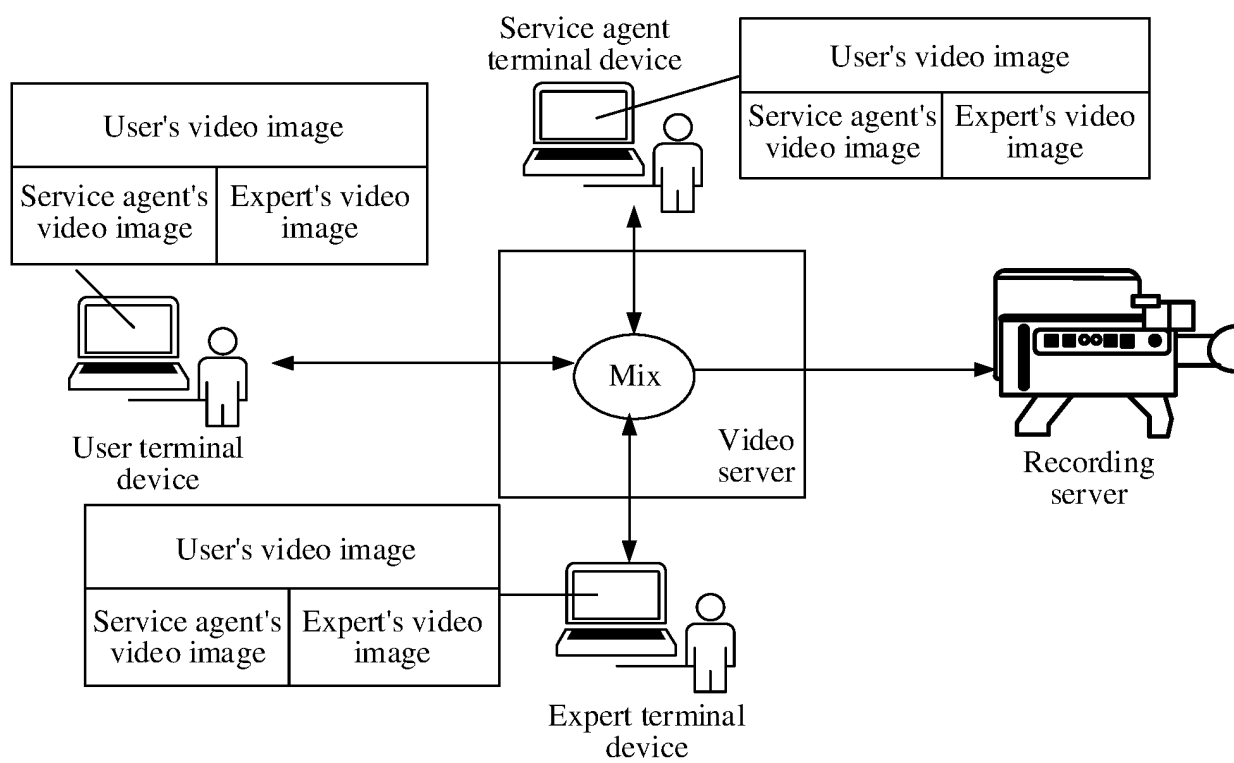 Service agent
terminal device
User's video image
Service agent's
video image
Expert's video
image
User's video image
Service agent's
video image
Expert's video
image
User terminal
device
Mix
Video
server
Recording
server
User's video image
Service agent's
video image
Expert's video
image
Expert terminal
device